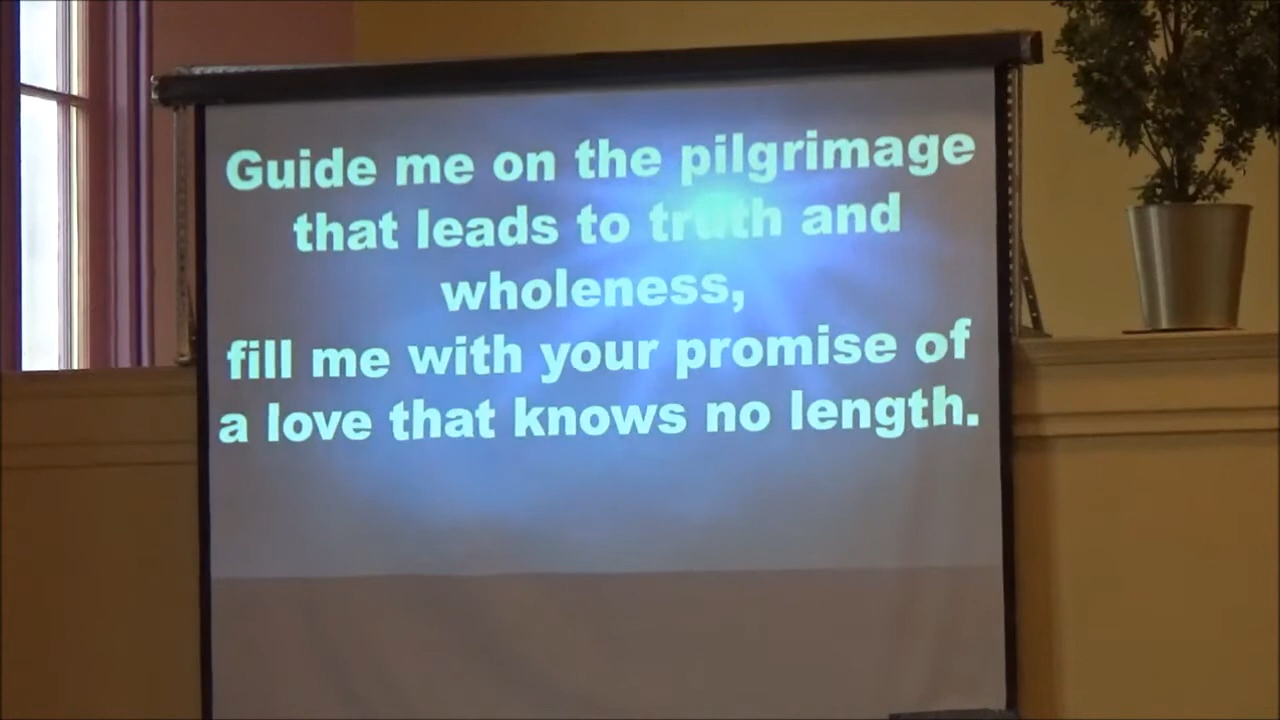 Guide me on the pilgrimage
that leads to truth and
wholeness,
fill me with your promise of
a love that knows no length.